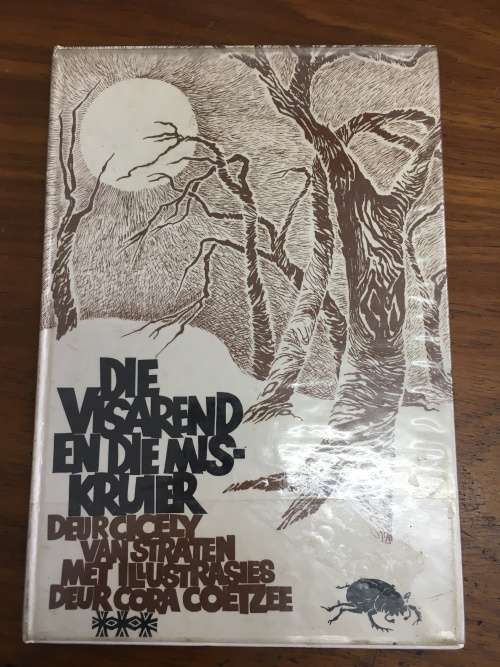 DIE
VISAREND
EN DIE MIS-
KRUIER
DEUR CICELY
VAN STRATEN
MET ILLUSTRASIES
DEUR CORA COETZEE